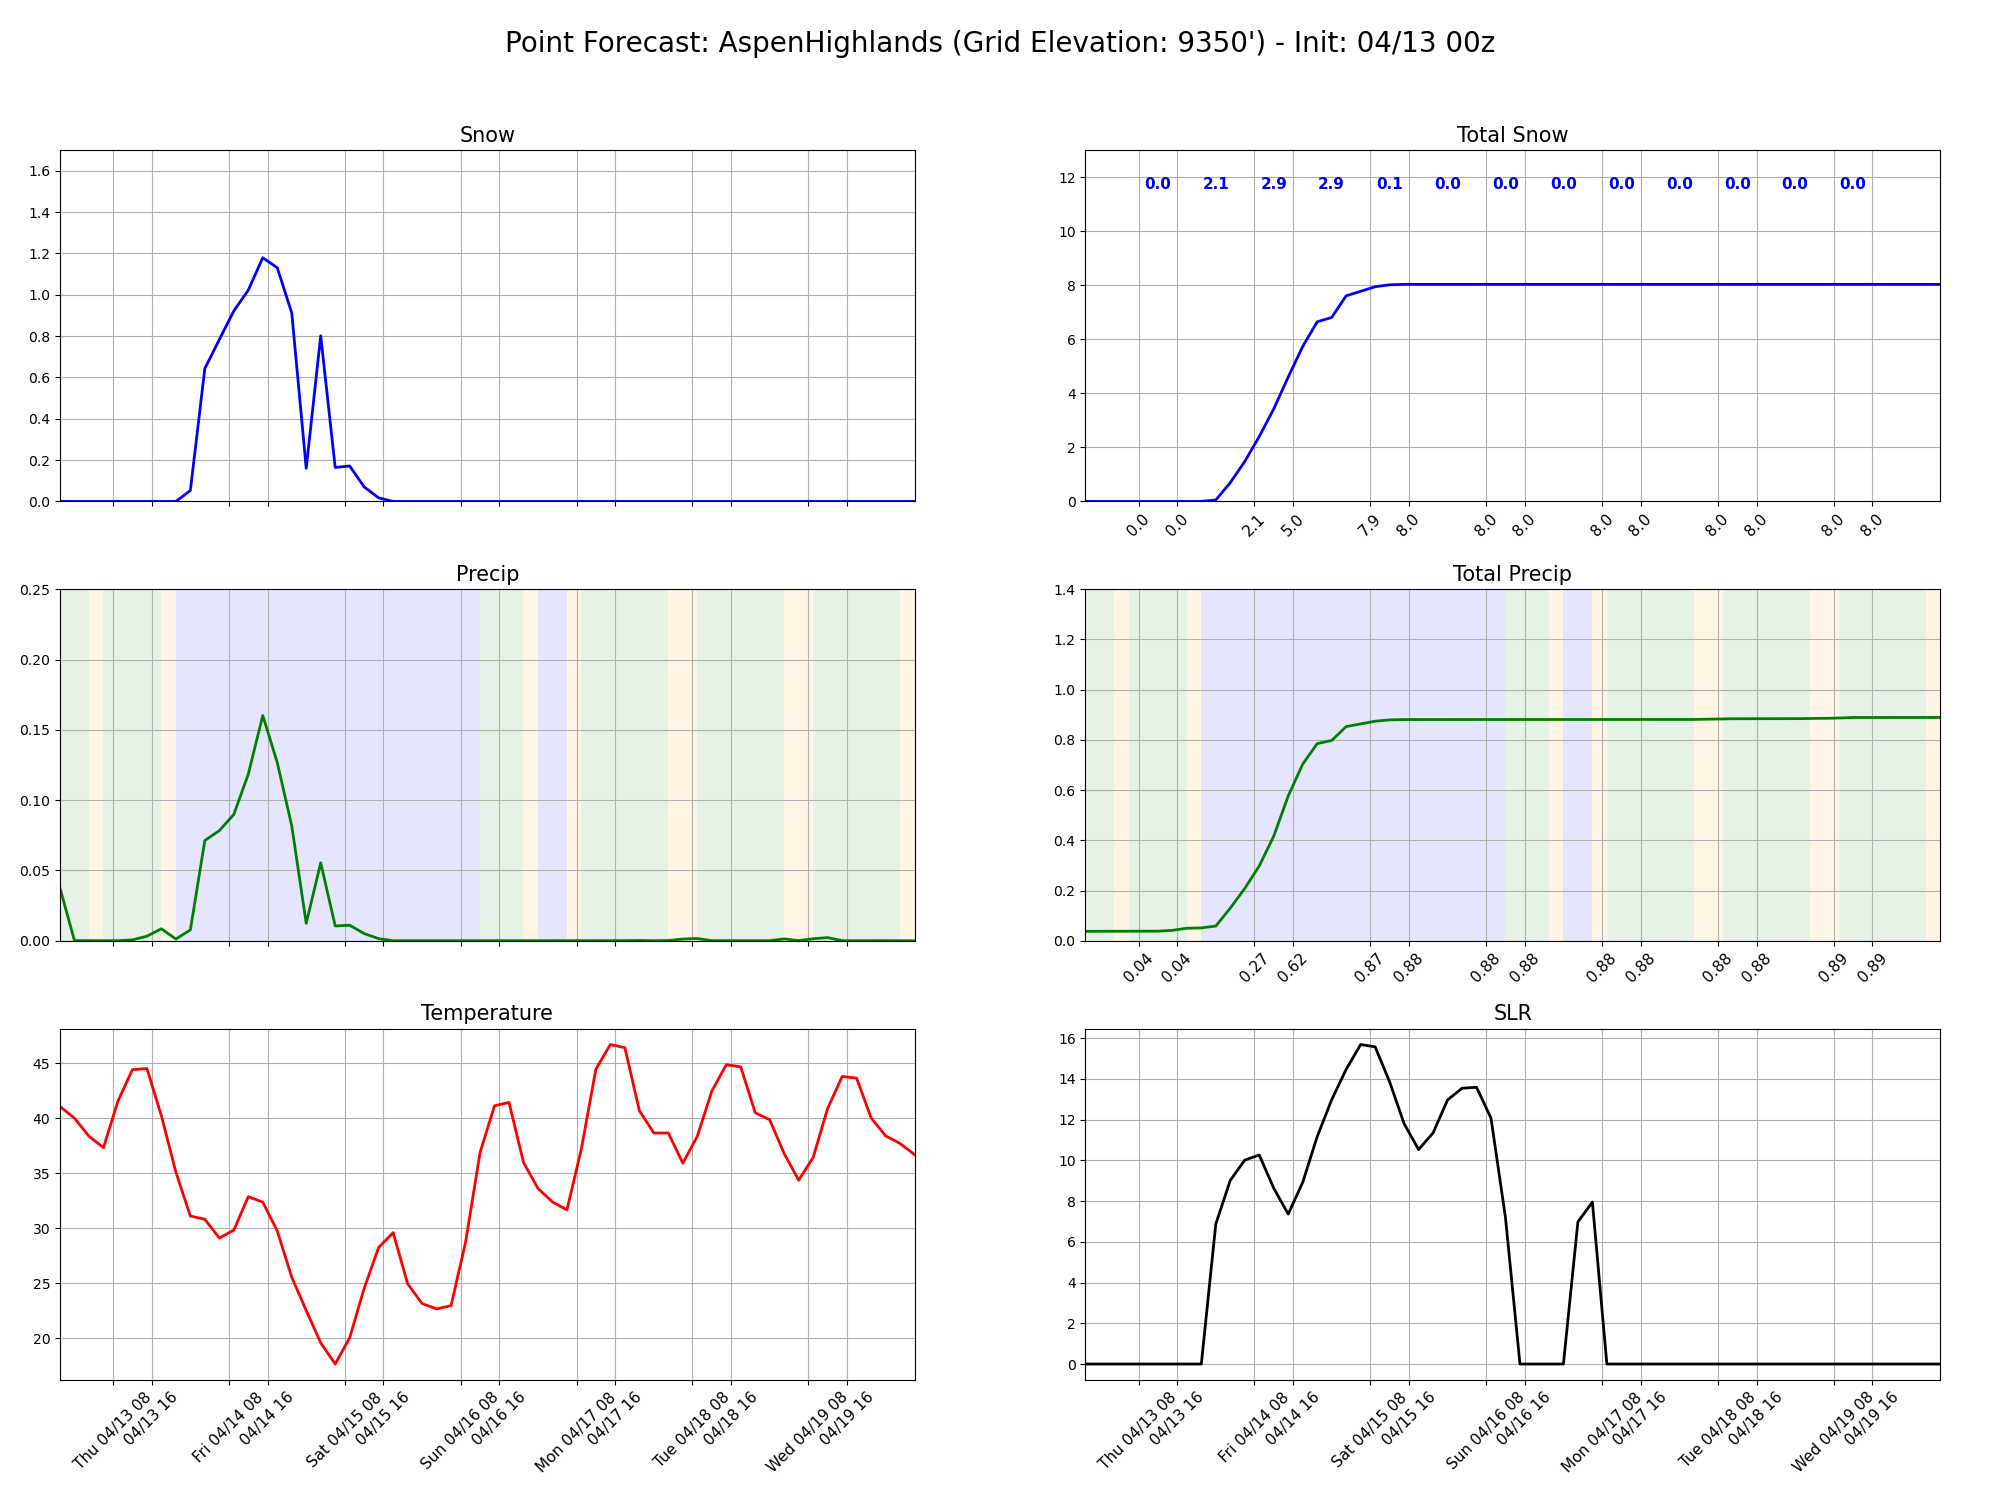 Point Forecast: AspenHighlands (Grid Elevation: 9350') - Init: 04/13 00z
Snow
1.6
1.4
1.2
1.0
0.8
0.6
0.4
0.2
0.0
Total Snow
0.0 2.1 2.9 2.9 0.1 0.0 0.0 0.0 0.0 0.0 0.0 0.0 0.0
12
10
8
6
4
2
0
0.0 0.0 2.1 5.0 7.9 8.0 8.0 8.0 8.0 8.0 8.0 8.0 8.0 8.0
Precip
0.25
0.20
0.15
0.10
0.05
0.00
Total Precip
1.4
1.2
1.0
0.8
0.6
0.4
0.2
0.0
0.04 0.04 0.27 0.62 0.87 0.88 0.88 0.88 0.88 0.88 0.88 0.88 0.89 0.89
Temperature
45
40
35
30
25
20
Thu 04/13 08
04/13 16
Fri 04/14 08
04/14 16
Sat 04/15 08
04/15 16
Sun 04/16 08
04/16 16
Mon 04/17 08
04/17 16
Tue 04/18 08
04/18 16
Wed 04/19 08
04/19 16
SLR
16
14
12
10
8
6
4
2
0
Thu 04/13 08
04/13 16
Fri 04/14 08
04/14 16
Sat 04/15 08
04/15 16
Sun 04/16 08
04/16 16
Mon 04/17 08
04/17 16
Tue 04/18 08
04/18 16
Wed 04/19 08
04/19 16